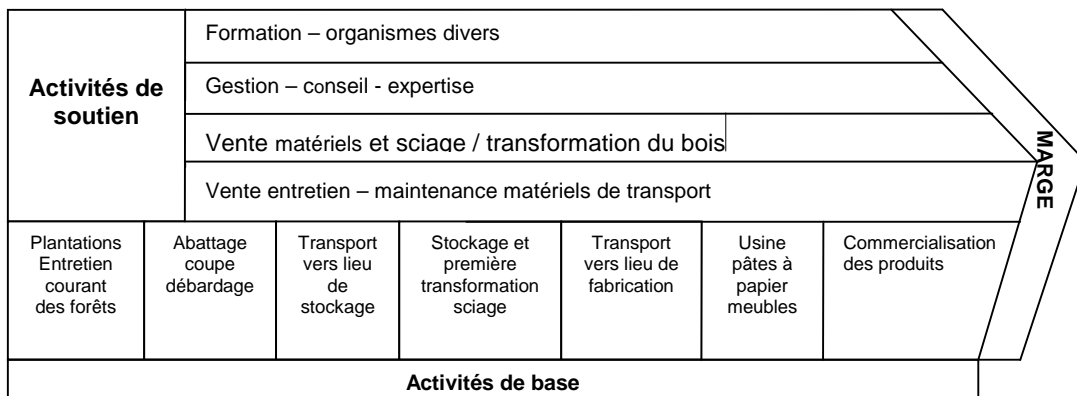 Formation – organismes divers
Activités de
soutien
Gestion – conseil - expertise
Vente matériels et sciage / transformation du bois
Vente entretien – maintenance matériels de transport
MARGE
Plantations
Entretien
courant
des forêts
Abattage
coupe
débardage
Transport
vers lieu
de
stockage
Stockage et
première
transformation
sciage
Transport
vers lieu de
fabrication
Usine
pâtes à
papier
meubles
Commercialisation
des produits
Activités de base